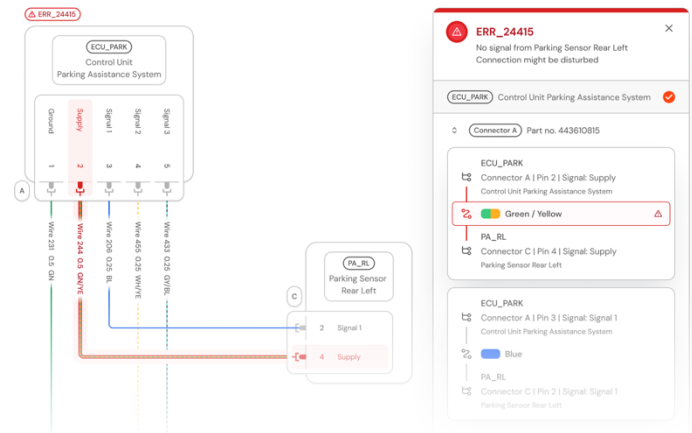 ERR_24415
ECU_PARK
Control Unit
Parking Assistance System
Ground
Supply
Signal 1
Signal 2
Signal 3
1
2
3
4
5
A
Wire 231 0.5 GN
Wire 244 0.5 GN/YE
Wire 206 0.25 BL
Wire 455 0.25 WH/YE
Wire 433 0.25 GY/BL
PA_RL
Parking Sensor
Rear Left
C
2 Signal 1
4 Supply
ERR_24415
No signal from Parking Sensor Rear Left
Connection might be disturbed
ECU_PARK Control Unit Parking Assistance System
Connector A Part no. 443610815
ECU_PARK
Connector A | Pin 2 | Signal: Supply
Control Unit Parking Assistance System
Green / Yellow
PA_RL
Connector C | Pin 4 | Signal: Supply
Parking Sensor Rear Left
ECU_PARK
Connector A | Pin 3 | Signal: Signal 1
Control Unit Parking Assistance System
Blue
PA_RL
Connector C | Pin 2 | Signal: Signal 1
Parking Sensor Rear Left